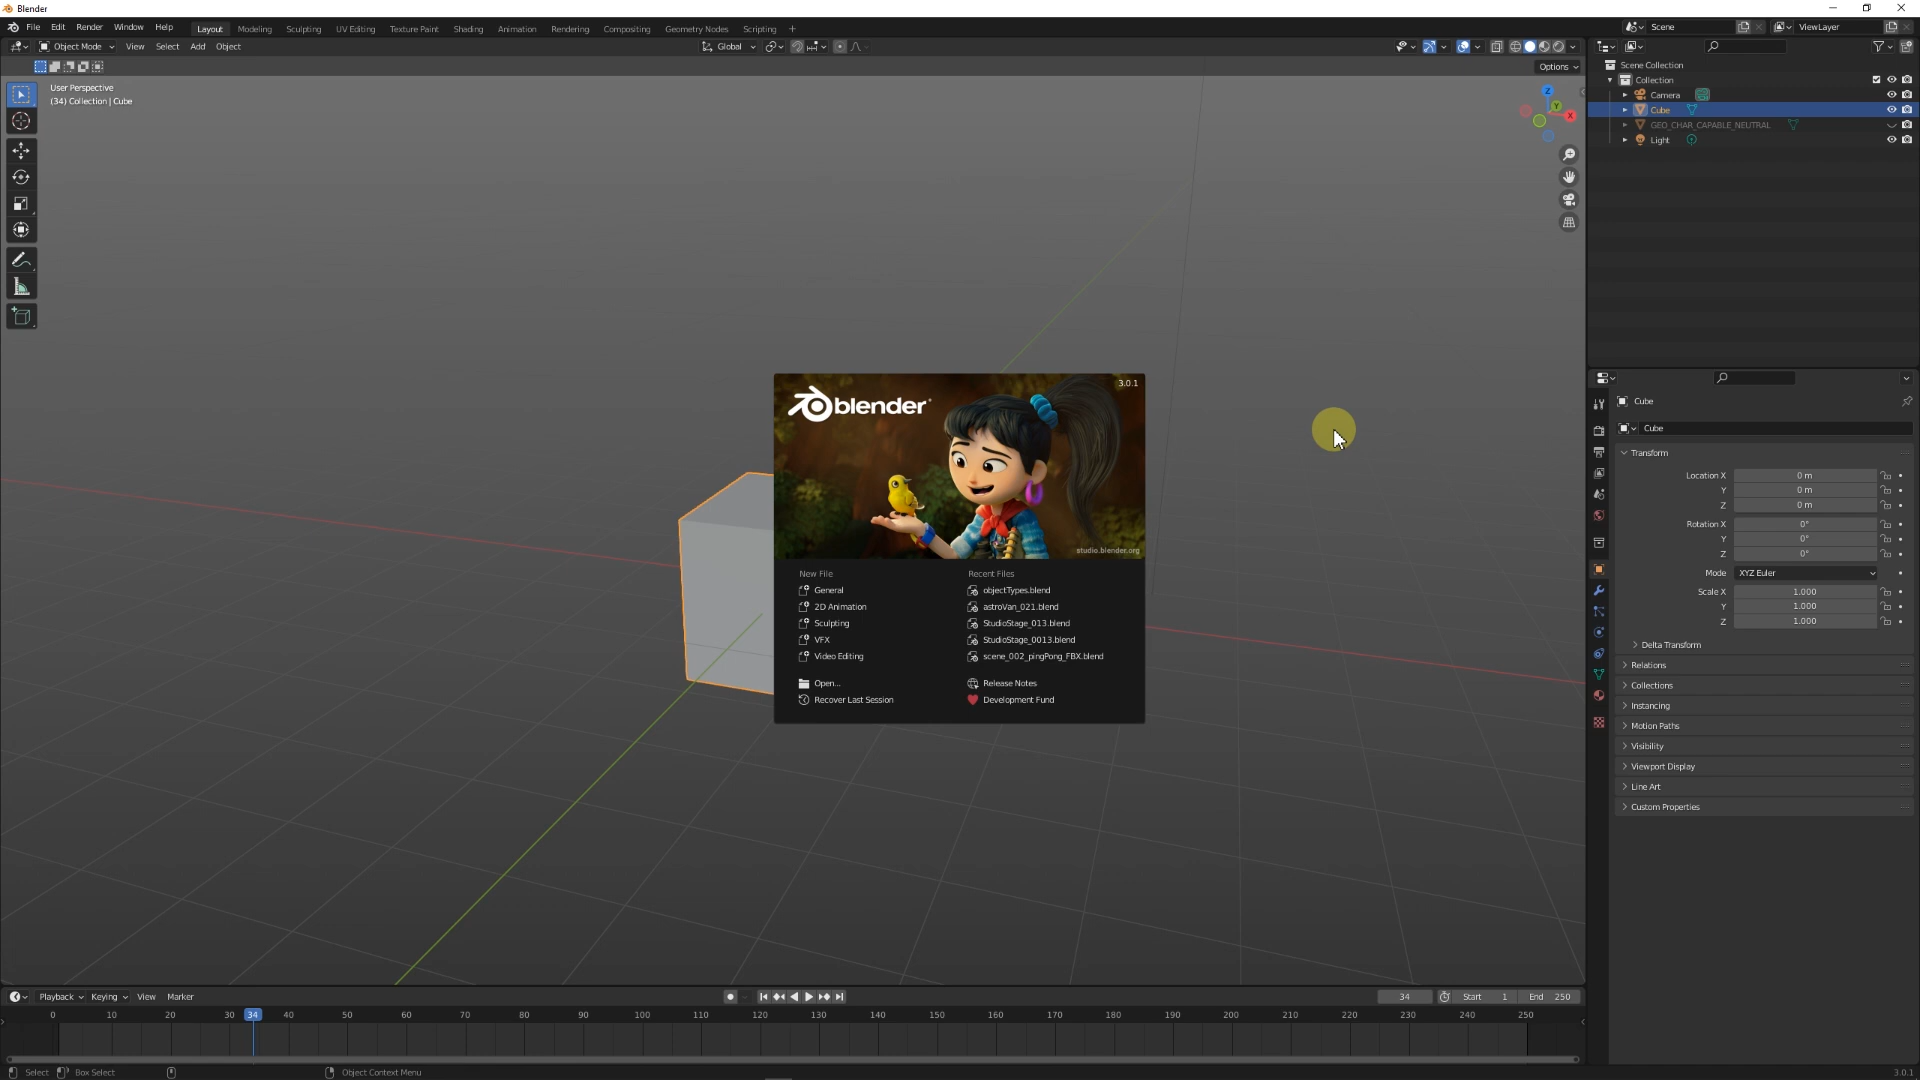 Blender
File Edit Render Window Help Layout Modeling Sculpting UV Editing Texture Paint Shading Animation Rendering Compositing Geometry Nodes Scripting + Scene ViewLayer
Object Mode View Select Add Object Global
Options
User Perspective
(34) Collection | Cube
Z
Y
X
Scene Collection
Collection
Camera
Cube
GEO_CHAR_CAPABLE_NEUTRAL
Light
3.0.1
blender
studio.blender.org
New File
General
2D Animation
Sculpting
VFX
Video Editing
Open...
Recover Last Session
Recent Files
objectTypes.blend
astroVan_021.blend
StudioStage_013.blend
StudioStage_0013.blend
scene_002_pingPong_FBX.blend
Release Notes
Development Fund
Cube
Cube
Transform
Location X 0 m
Y 0 m
Z 0 m
Rotation X 0°
Y 0°
Z 0°
Mode XYZ Euler
Scale X 1.000
Y 1.000
Z 1.000
Delta Transform
Relations
Collections
Instancing
Motion Paths
Visibility
Viewport Display
Line Art
Custom Properties
Playback Keying View Marker 34 Start 1 End 250
0 10 20 30 34 40 50 60 70 80 90 100 110 120 130 140 150 160 170 180 190 200 210 220 230 240 250
Select Box Select Object Context Menu 3.0.1